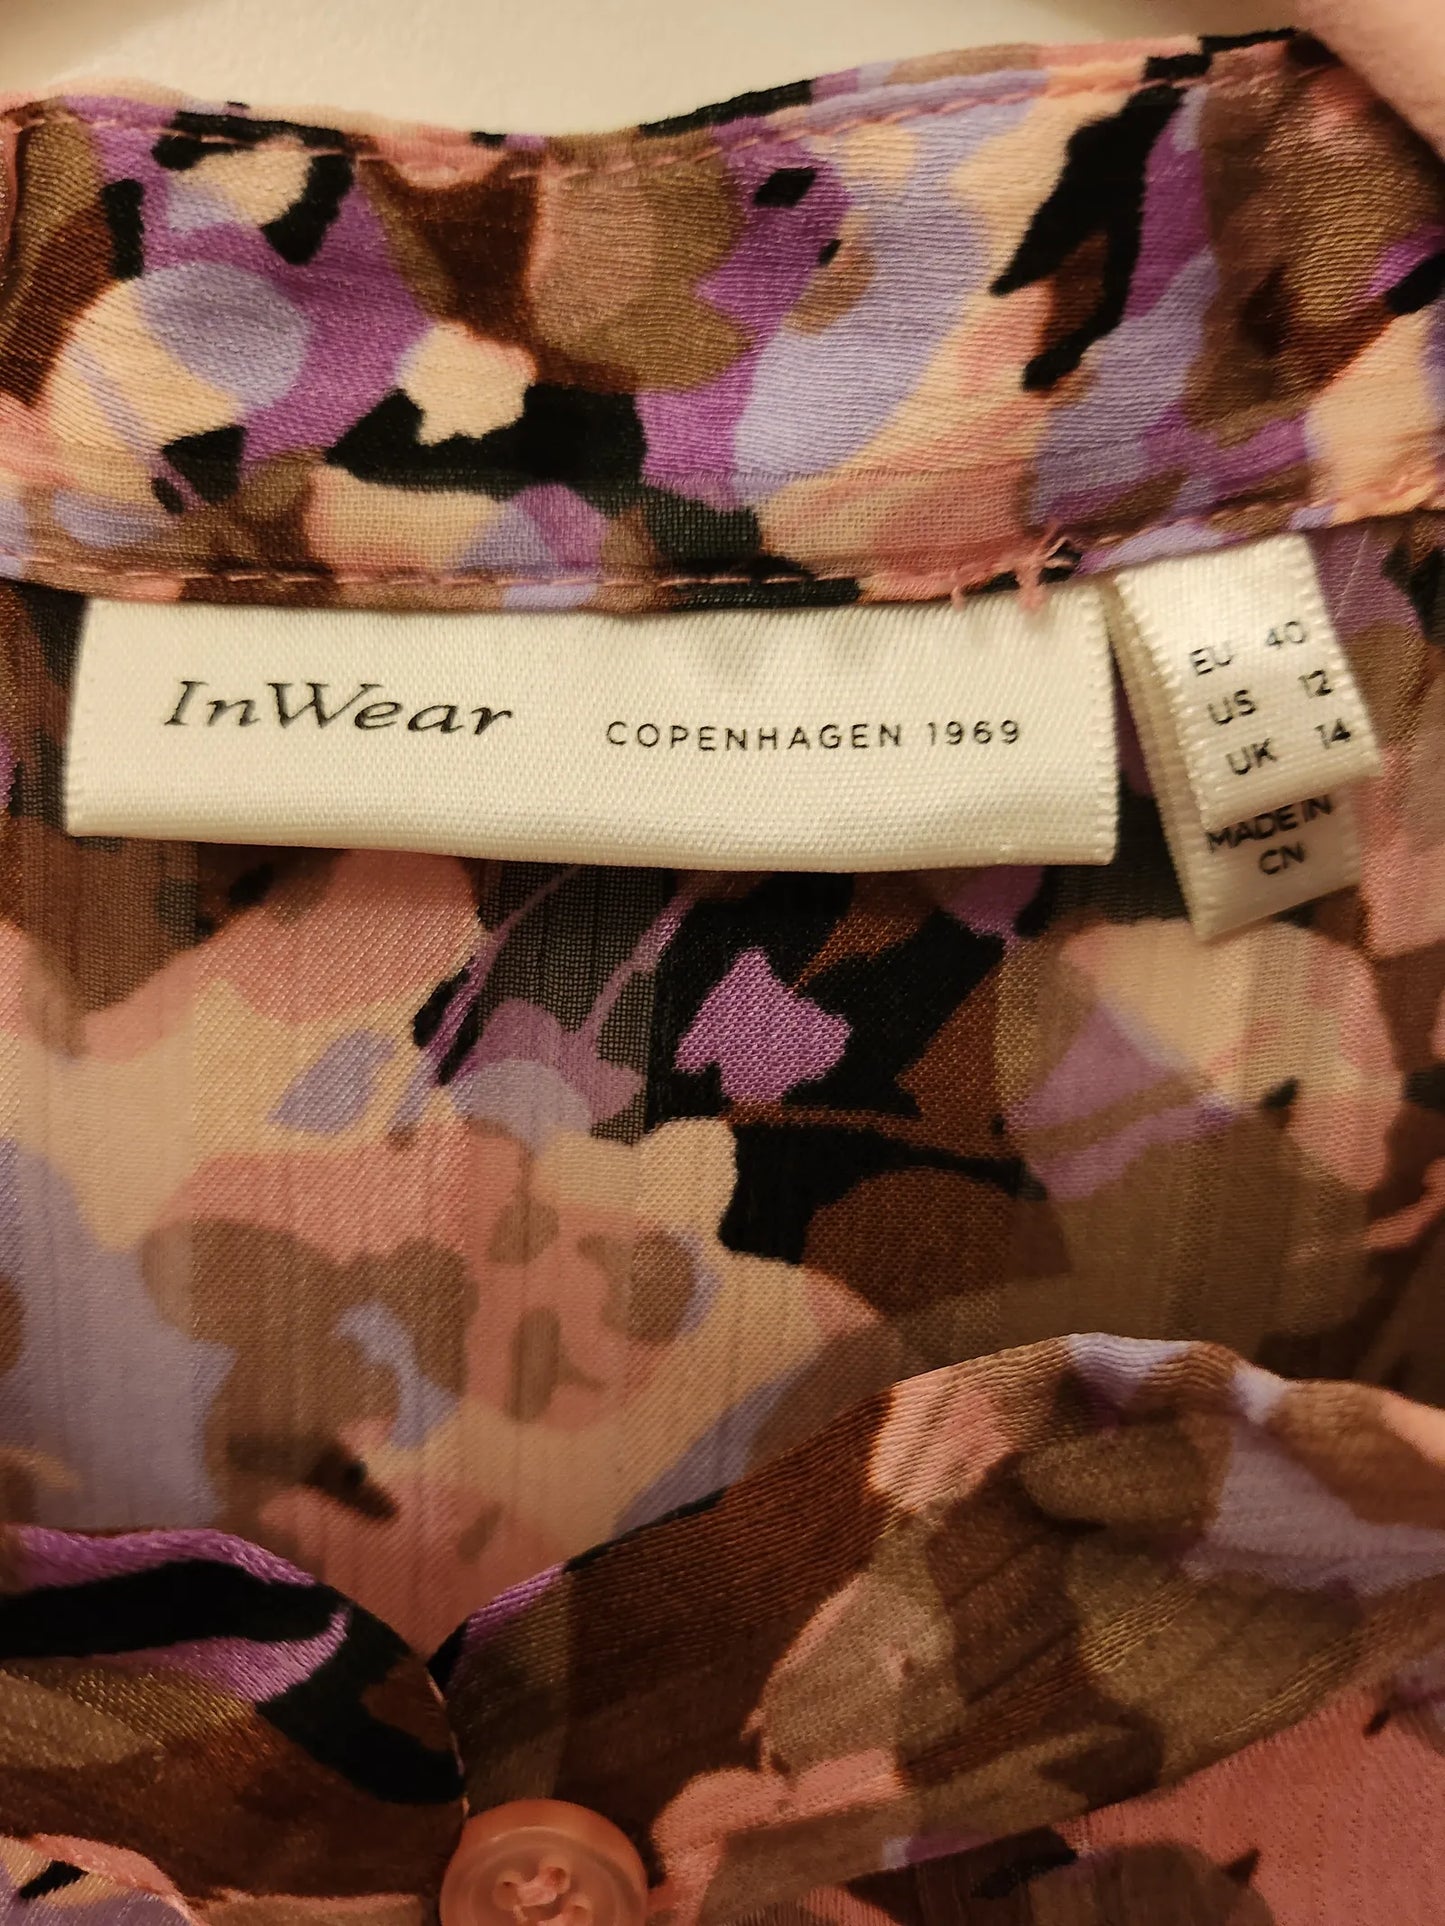 InWear COPENHAGEN 1969
EU 40
US 12
UK 14
MADE IN
CN